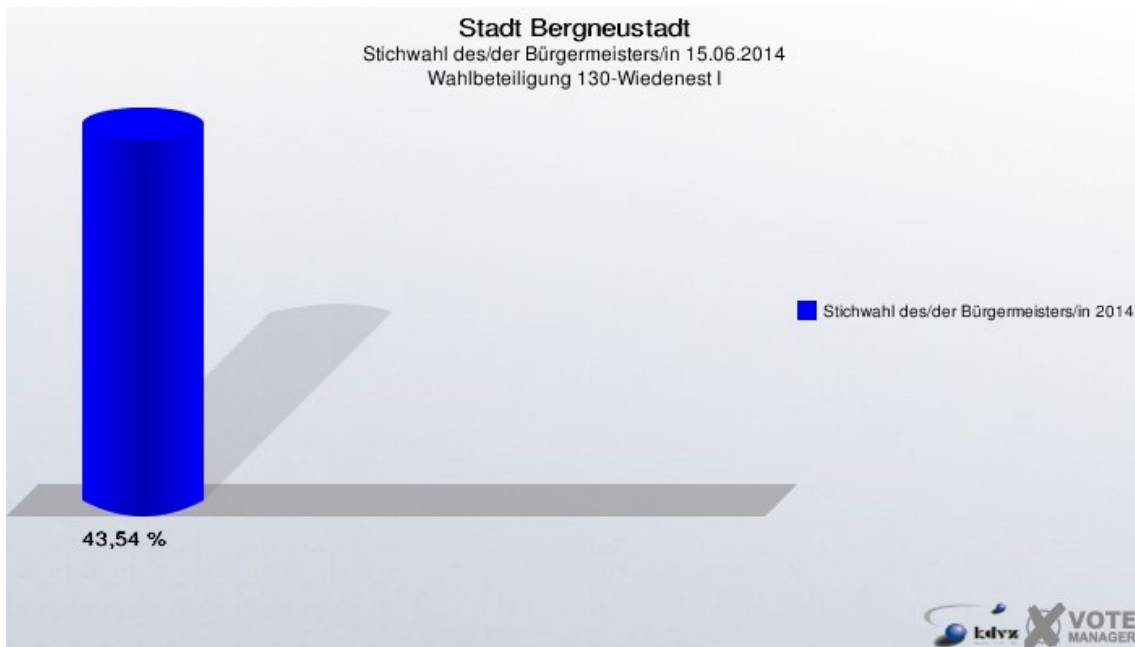 Stadt Bergneustadt
Stichwahl des/der Bürgermeisters/in 15.06.2014
Wahlbeteiligung 130-Wiedenest I
Stichwahl des/der Bürgermeisters/in 2014
43,54 %
kdvz
VOTE
MANAGER